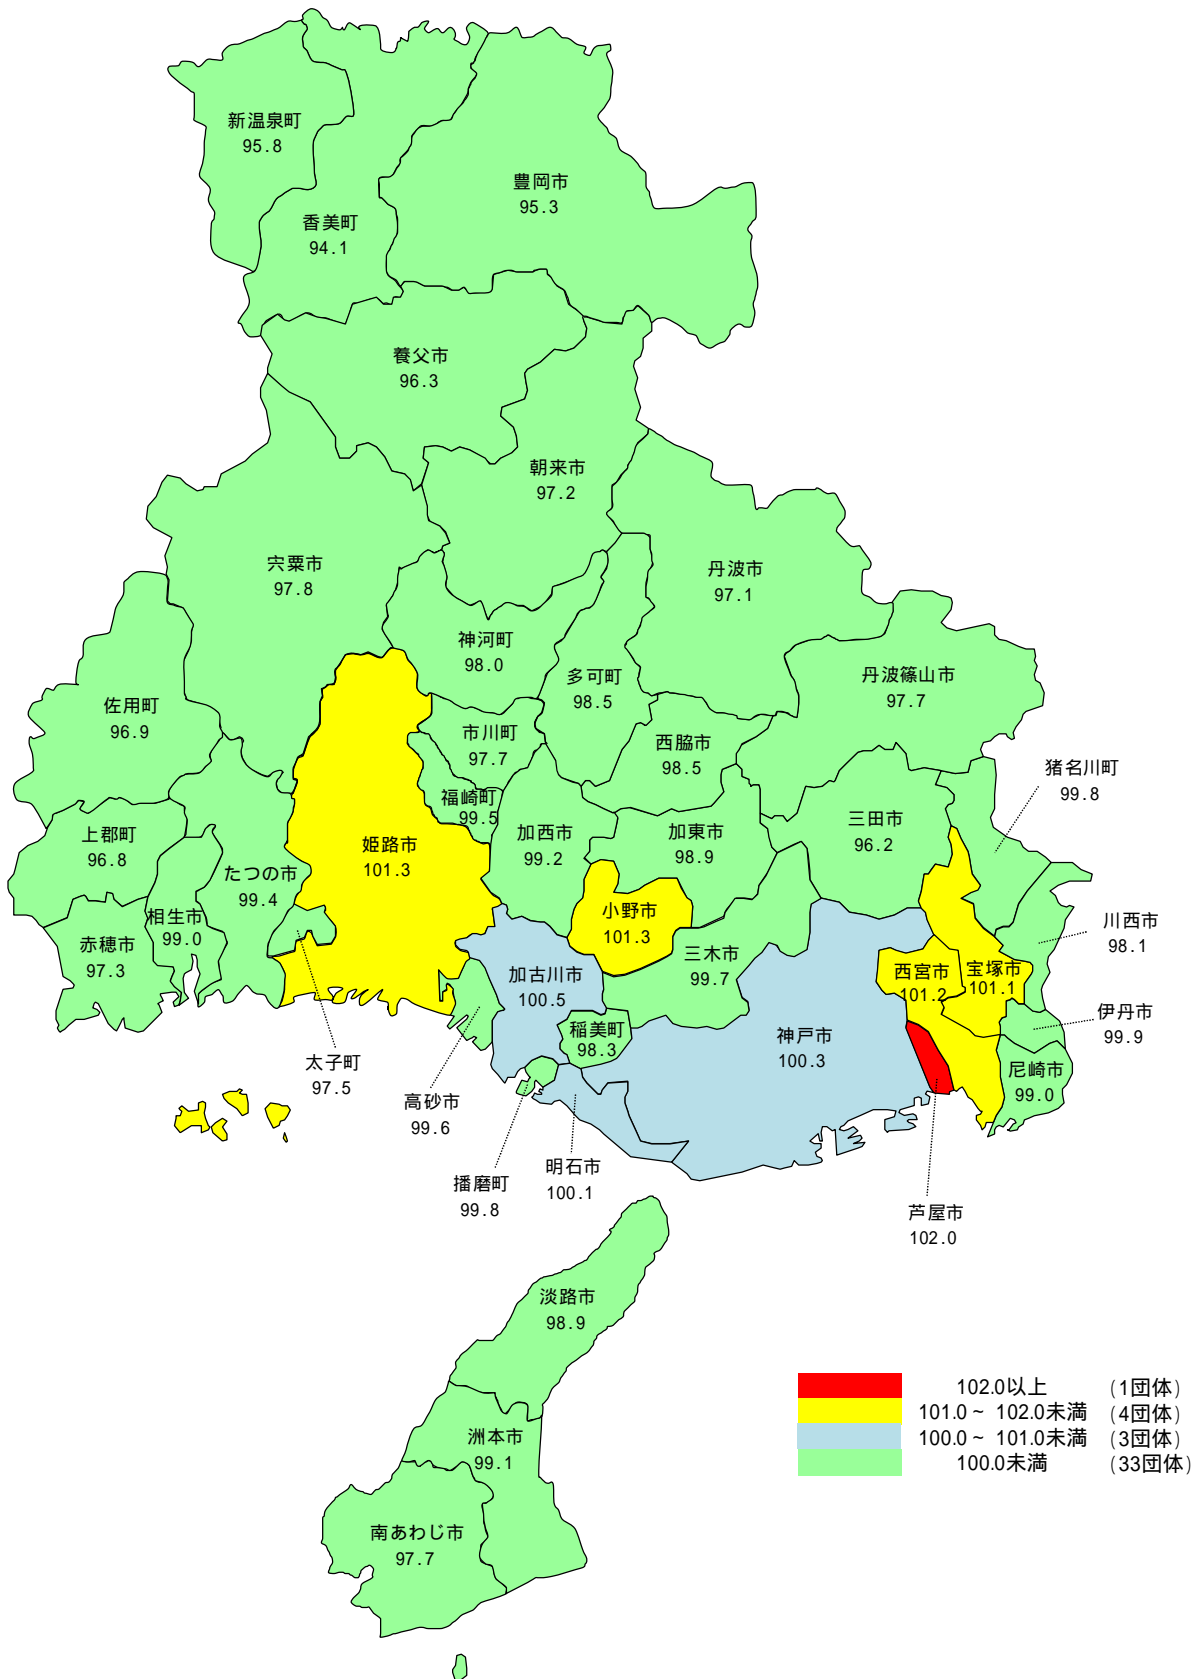 新温泉町
95.8
豊岡市
95.3
香美町
94.1
養父市
96.3
朝来市
97.2
宍粟市
97.8
丹波市
97.1
神河町
98.0
多可町
98.5
丹波篠山市
97.7
佐用町
96.9
市川町
97.7
西脇市
98.5
猪名川町
99.8
福崎町
99.5
上郡町
96.8
姫路市
101.3
加西市
99.2
加東市
98.9
三田市
96.2
たつの市
99.4
相生市
99.0
赤穂市
97.3
小野市
101.3
三木市
99.7
川西市
98.1
加古川市
100.5
西宮市
101.2
宝塚市
101.1
稲美町
98.3
神戸市
100.3
伊丹市
99.9
太子町
97.5
尼崎市
99.0
高砂市
99.6
播磨町
99.8
明石市
100.1
芦屋市
102.0
淡路市
98.9
洲本市
99.1
南あわじ市
97.7
102.0以上 (1団体)
101.0~ 102.0未満 (4団体)
100.0~ 101.0未満 (3団体)
100.0未満 (33団体)